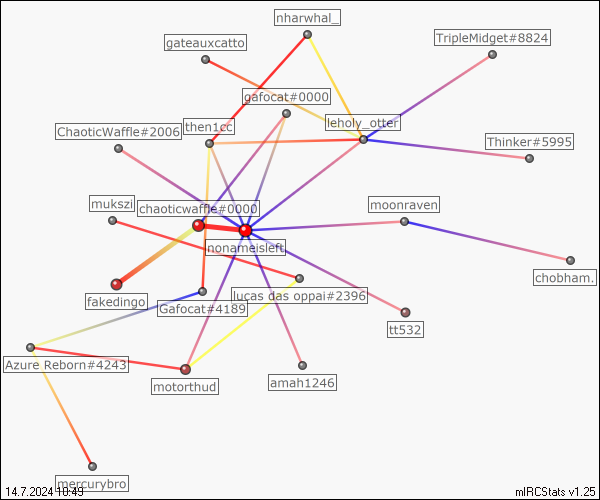 nharwhal_
gateauxcatto
TripleMidget#8824
gafocat#0000
leholy_otter
then1cc
ChaoticWaffle#2006
Thinker#5995
mukszi
chaoticwaffle#0000
moonraven
nonameisleft
chobham.
fakedingo
lucas das oppai#2396
Gafocat#4189
tt532
Azure Reborn#4243
motorthud
amah1246
mercurybro
14.7.2024 10:49
mIRCStats v1.25